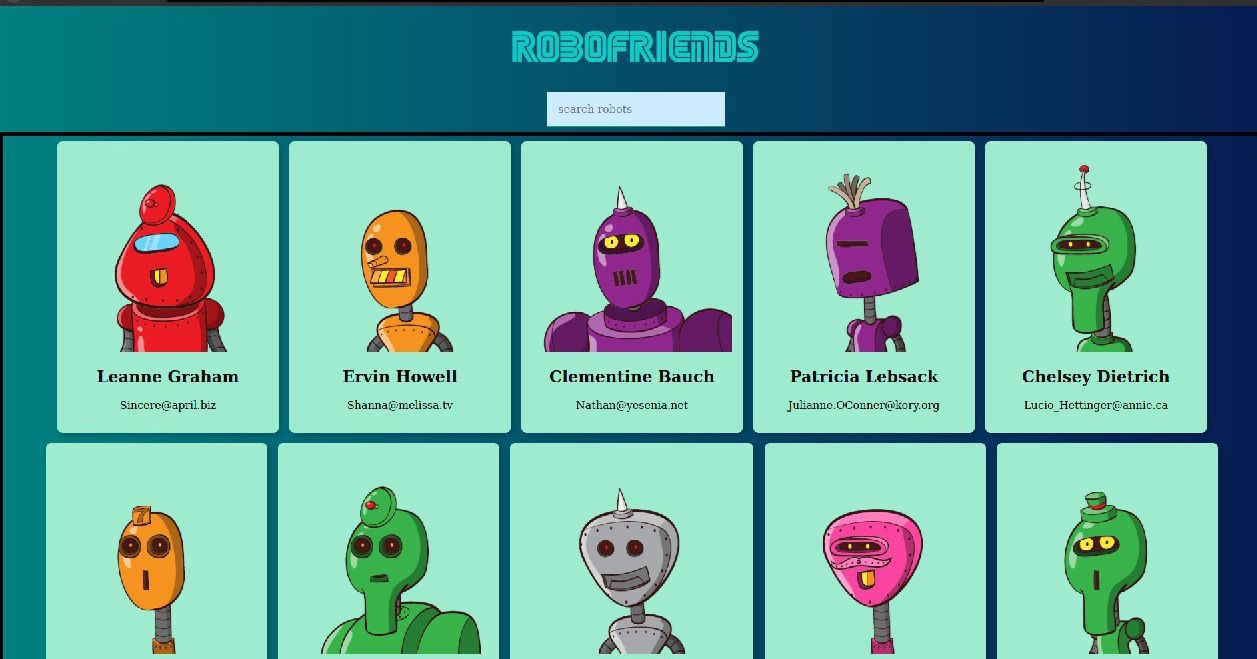 ROBOFRIENDS
search robots
Leanne Graham
Sincere@april.biz
Ervin Howell
Shanna@melissa.tv
Clementine Bauch
Nathan@yesenia.net
Patricia Lebsack
Julianne.OConner@kory.org
Chelsey Dietrich
Lucio_Hettinger@annie.ca
7